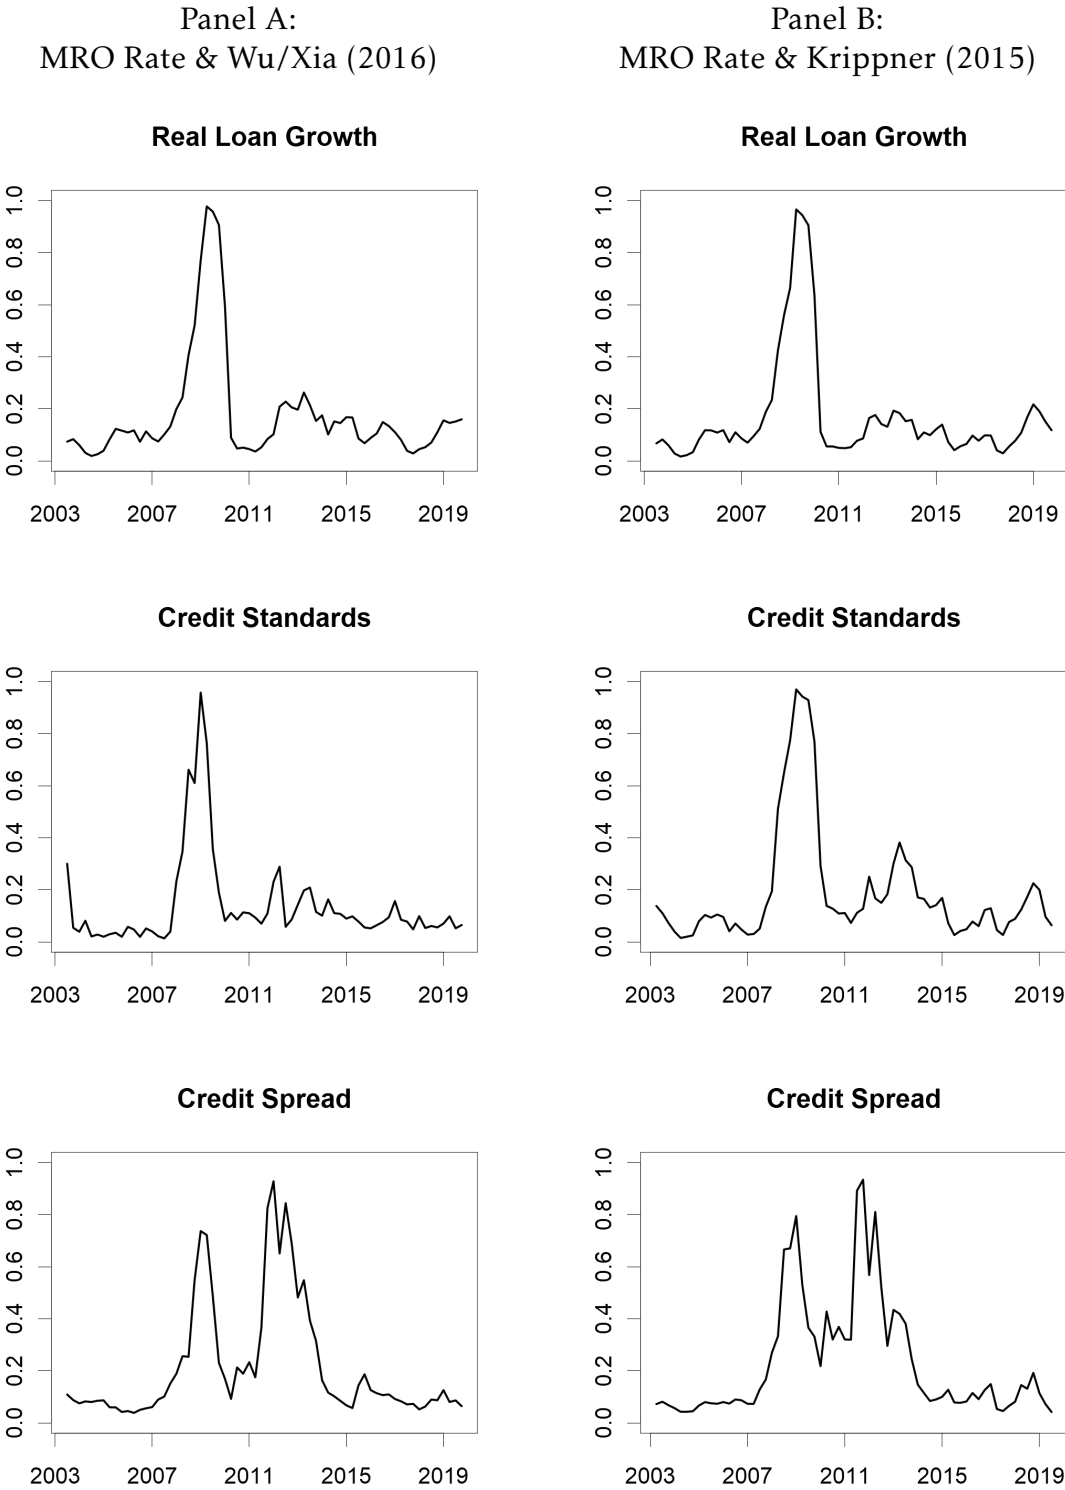 Panel A:
MRO Rate & Wu/Xia (2016)
Panel B:
MRO Rate & Krippner (2015)
Real Loan Growth
1.0
0.8
0.6
0.4
0.2
0.0
2003 2007 2011 2015 2019
Real Loan Growth
1.0
0.8
0.6
0.4
0.2
0.0
2003 2007 2011 2015 2019
Credit Standards
1.0
0.8
0.6
0.4
0.2
0.0
2003 2007 2011 2015 2019
Credit Standards
1.0
0.8
0.6
0.4
0.2
0.0
2003 2007 2011 2015 2019
Credit Spread
1.0
0.8
0.6
0.4
0.2
0.0
2003 2007 2011 2015 2019
Credit Spread
1.0
0.8
0.6
0.4
0.2
0.0
2003 2007 2011 2015 2019